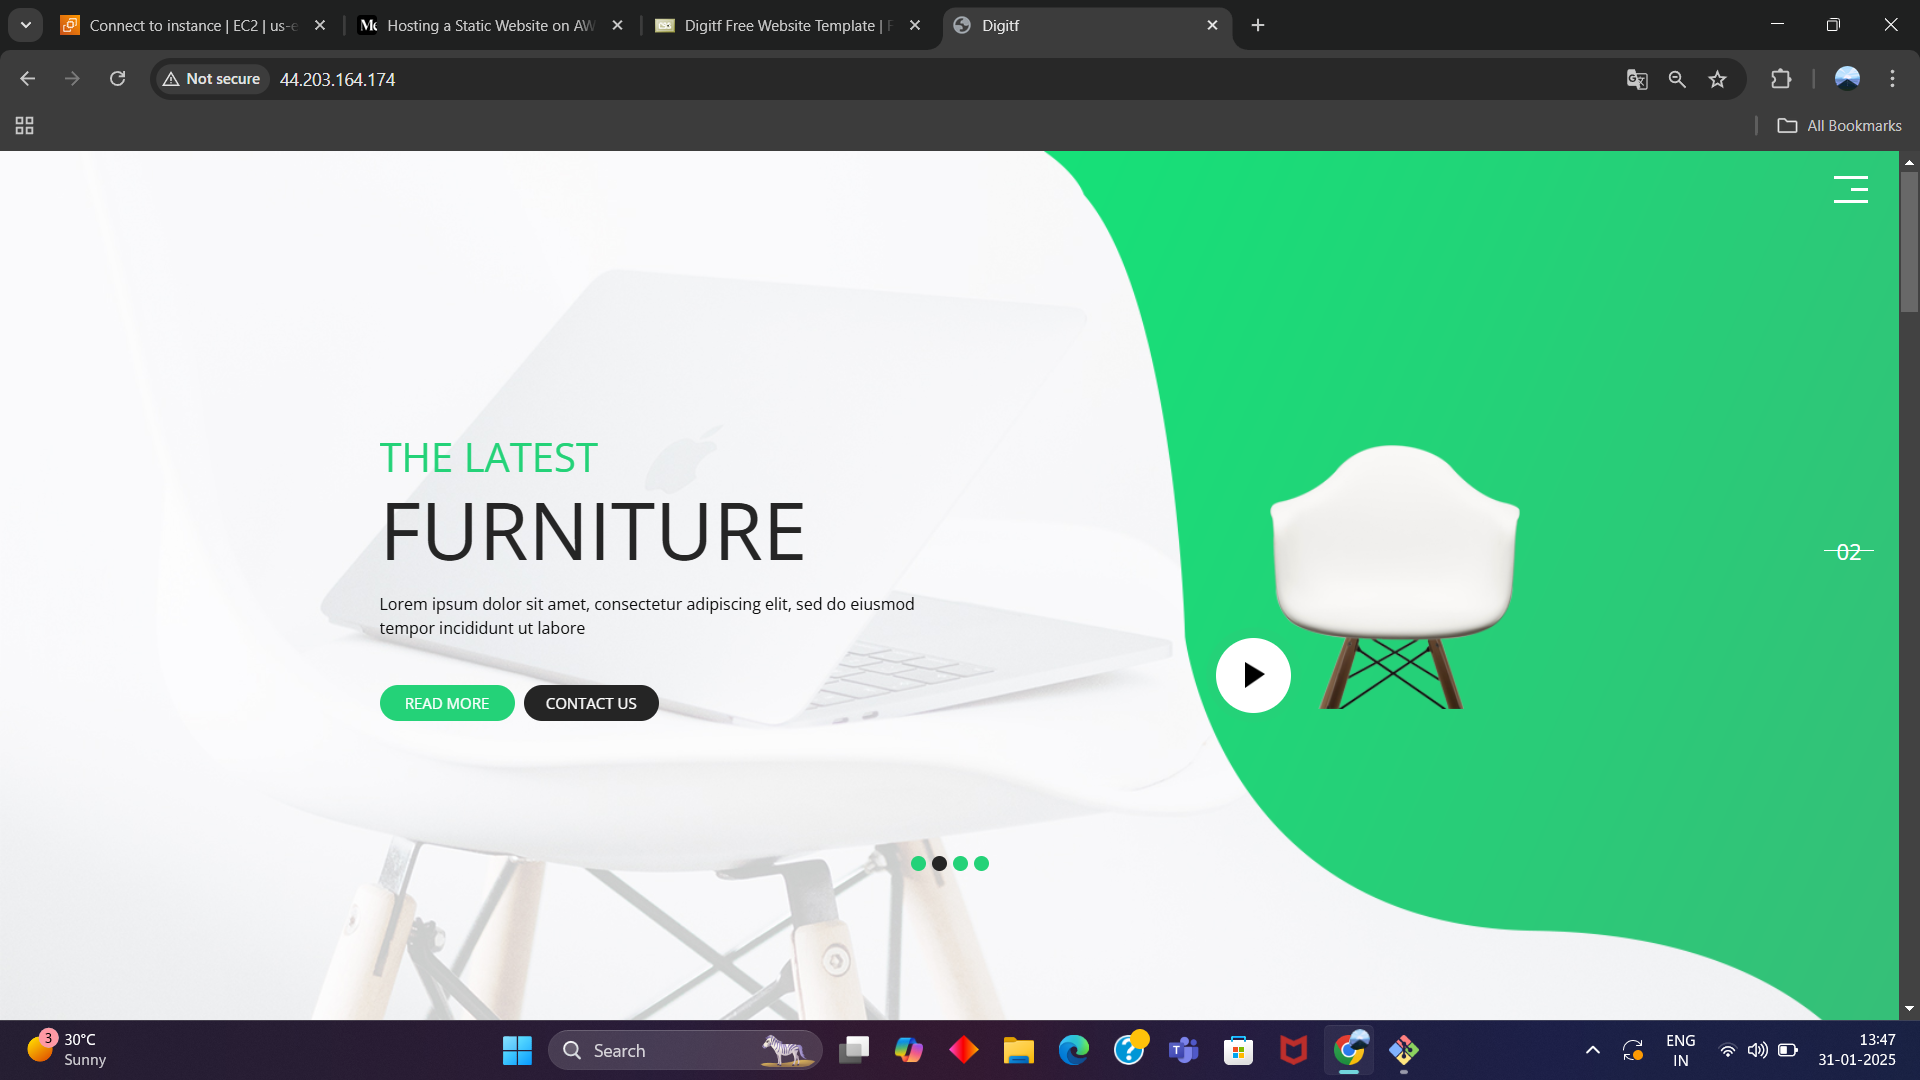 Connect to instance | EC2 | us-e
Hosting a Static Website on AW
Digitf Free Website Template | F
Digitf
Not secure
44.203.164.174
All Bookmarks
THE LATEST
FURNITURE
Lorem ipsum dolor sit amet, consectetur adipiscing elit, sed do eiusmod
tempor incididunt ut labore
READ MORE
CONTACT US
02
3
30°C
Sunny
Search
ENG
IN
13:47
31-01-2025